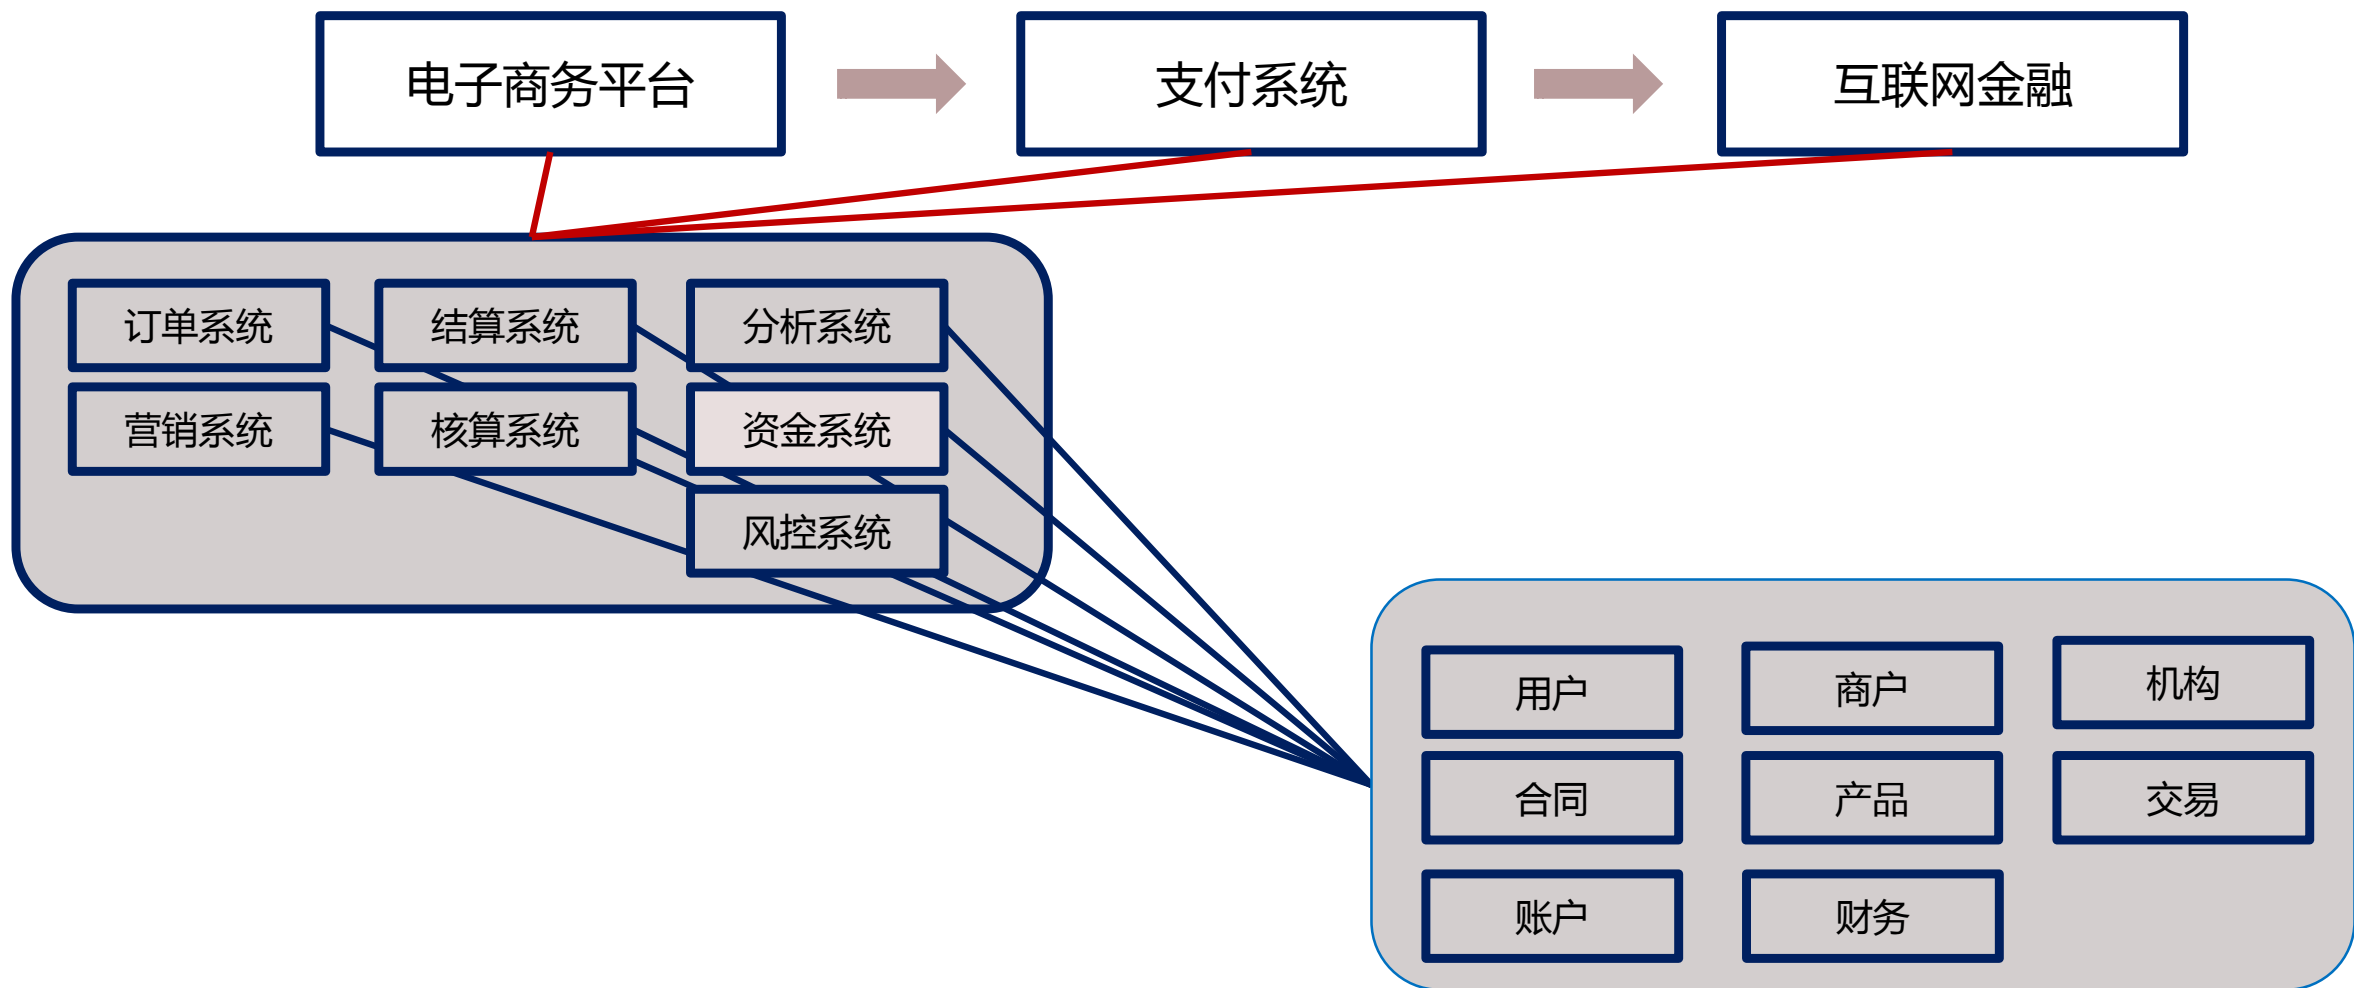 电子商务平台
支付系统
互联网金融
订单系统
结算系统
分析系统
营销系统
核算系统
资金系统
风控系统
用户
商户
机构
合同
产品
交易
账户
财务